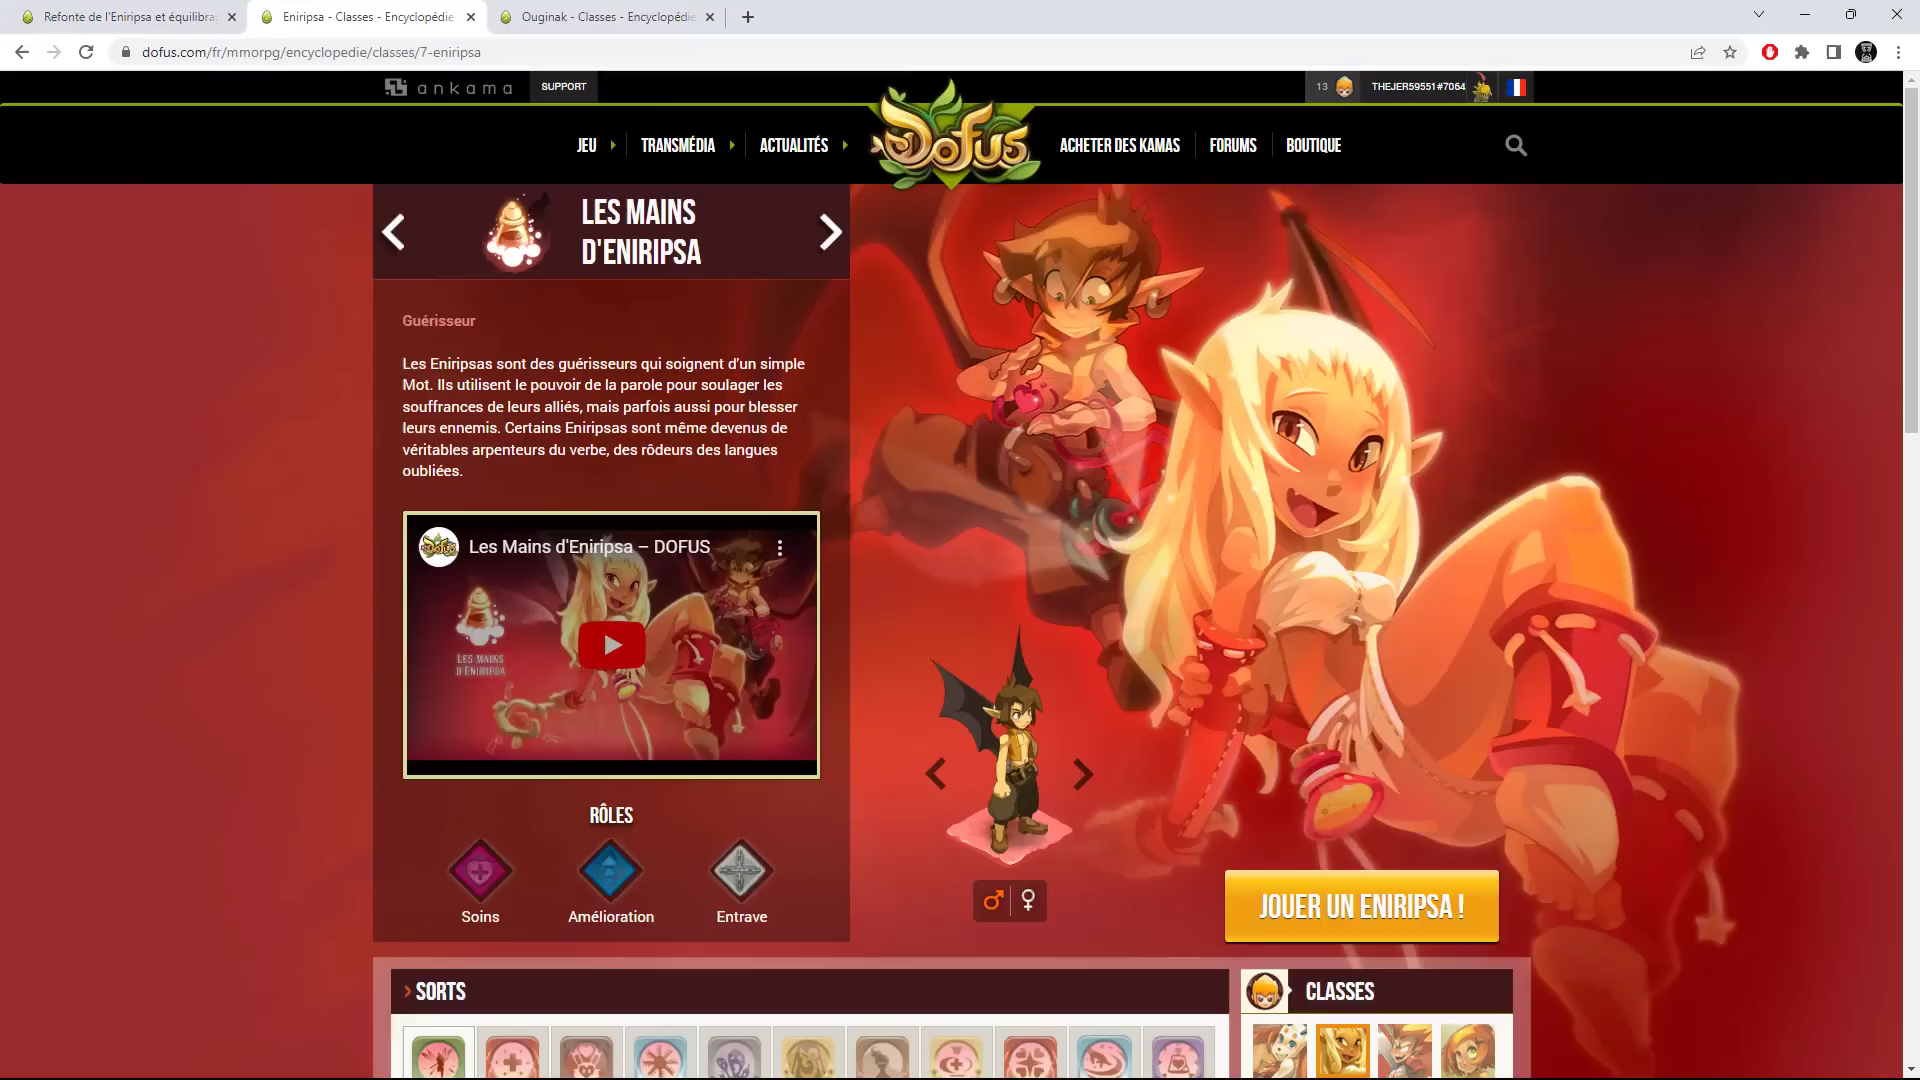 Refonte de l'Eniripsa et équilibra
Eniripsa - Classes - Encyclopédie
Ouginak - Classes - Encyclopédie
dofus.com/fr/mmorpg/encyclopedie/classes/7-eniripsa
ankama
SUPPORT
13
THEJER59551#7064
JEU
TRANSMÉDIA
ACTUALITÉS
DOFUS
ACHETER DES KAMAS
FORUMS
BOUTIQUE
LES MAINS
D'ENIRIPSA
Guérisseur
Les Eniripsas sont des guérisseurs qui soignent d'un simple
Mot. Ils utilisent le pouvoir de la parole pour soulager les
souffrances de leurs alliés, mais parfois aussi pour blesser
leurs ennemis. Certains Eniripsas sont même devenus de
véritables arpenteurs du verbe, des rôdeurs des langues
oubliées.
DOFUS
Les Mains d'Eniripsa – DOFUS
LES MAINS
D'ENIRIPSA
RÔLES
Soins
Amélioration
Entrave
JOUER UN ENIRIPSA !
SORTS
CLASSES